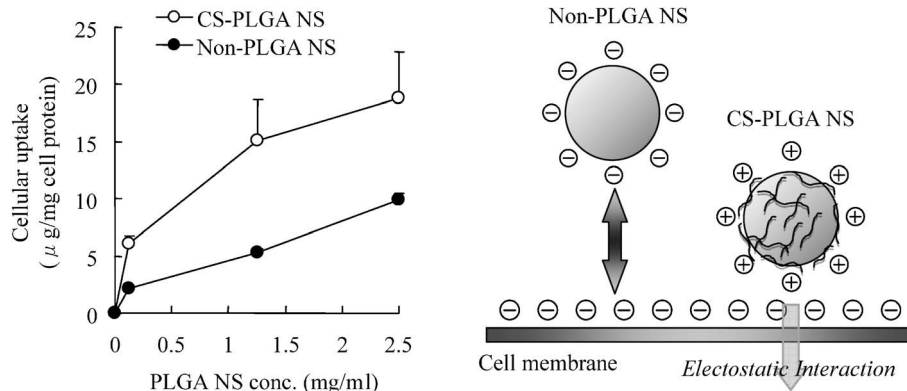 CS-PLGA NS
Non-PLGA NS
25
20
15
10
5
0
Cellular uptake
( μ g/mg cell protein)
0 0.5 1 1.5 2 2.5
PLGA NS conc. (mg/ml)
Non-PLGA NS
CS-PLGA NS
Cell membrane
Electostatic Interaction